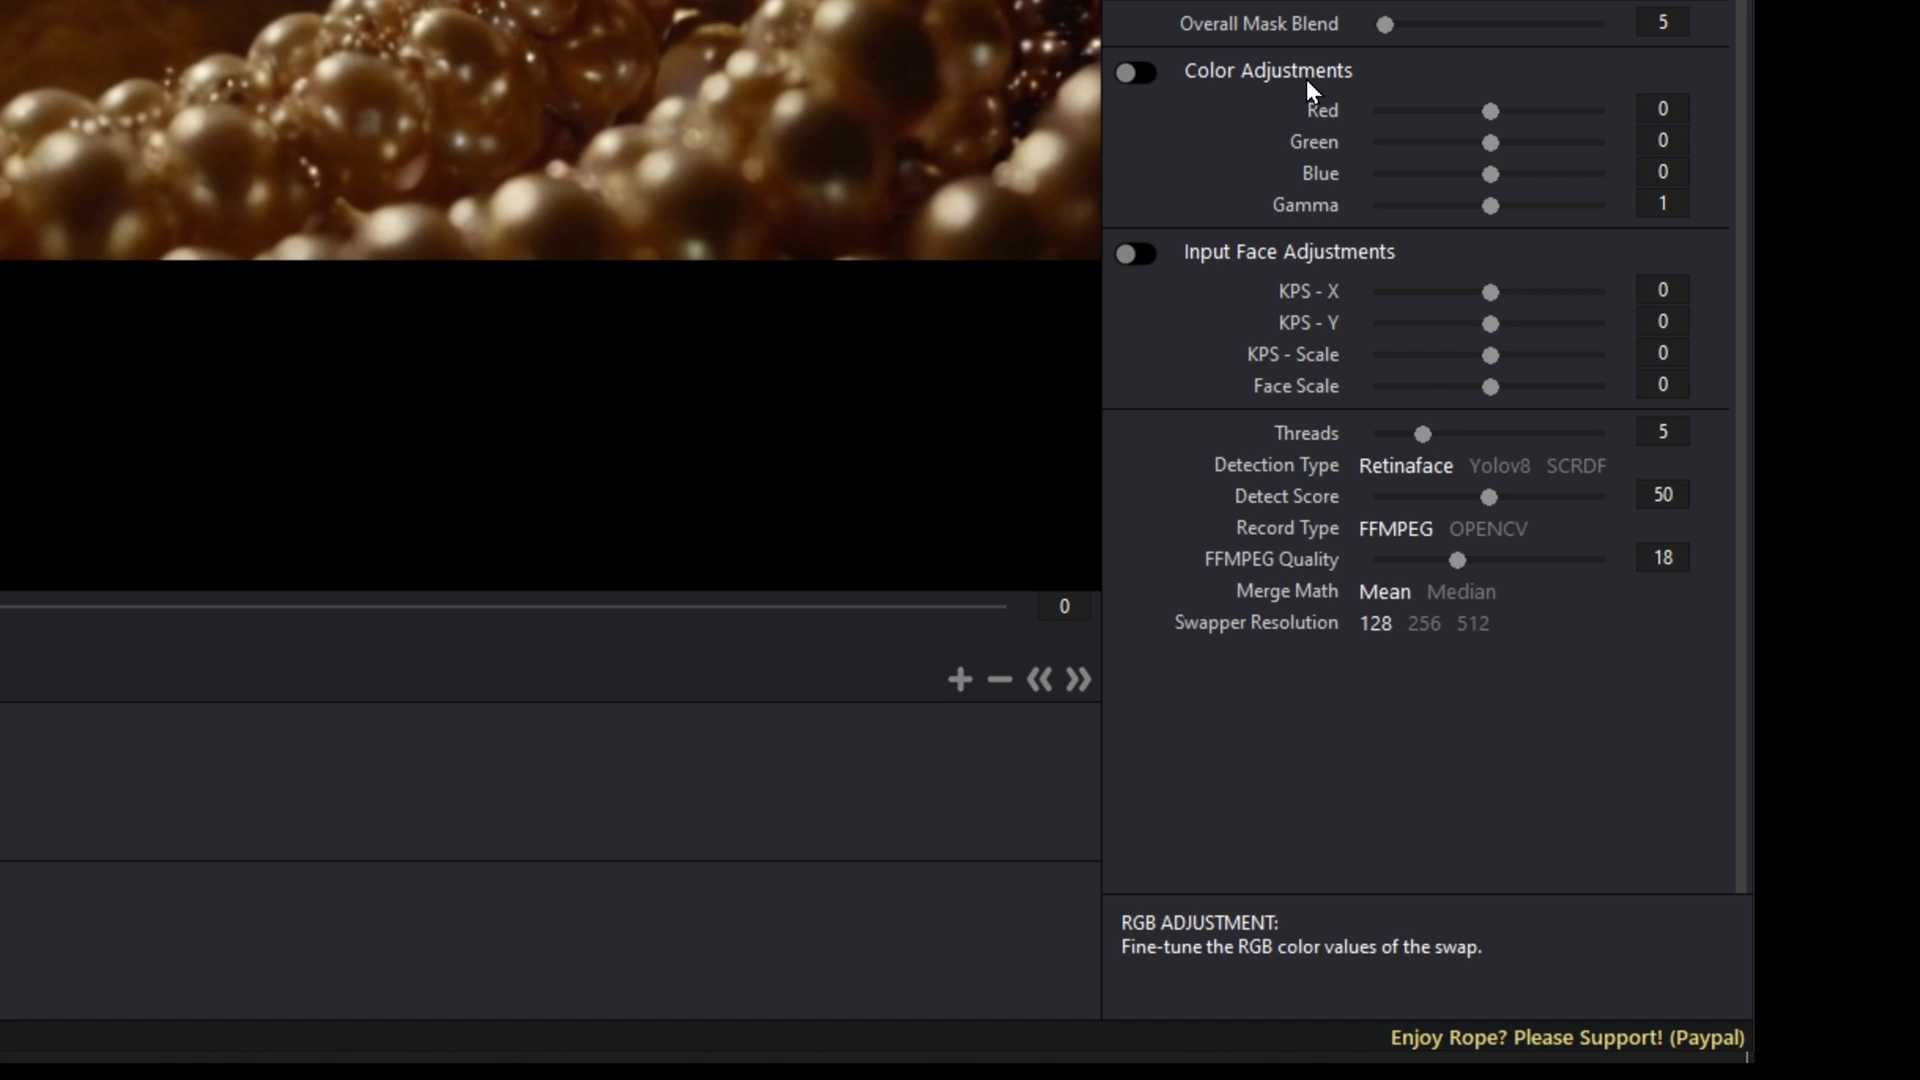 Overall Mask Blend 5
Color Adjustments
Red 0
Green 0
Blue 0
Gamma 1
Input Face Adjustments
KPS - X 0
KPS - Y 0
KPS - Scale 0
Face Scale 0
Threads 5
Detection Type Retinaface Yolov8 SCRDF
Detect Score 50
Record Type FFMPEG OPENCV
FFMPEG Quality 18
Merge Math Mean Median
Swapper Resolution 128 256 512
0
RGB ADJUSTMENT:
Fine-tune the RGB color values of the swap.
Enjoy Rope? Please Support! (Paypal)